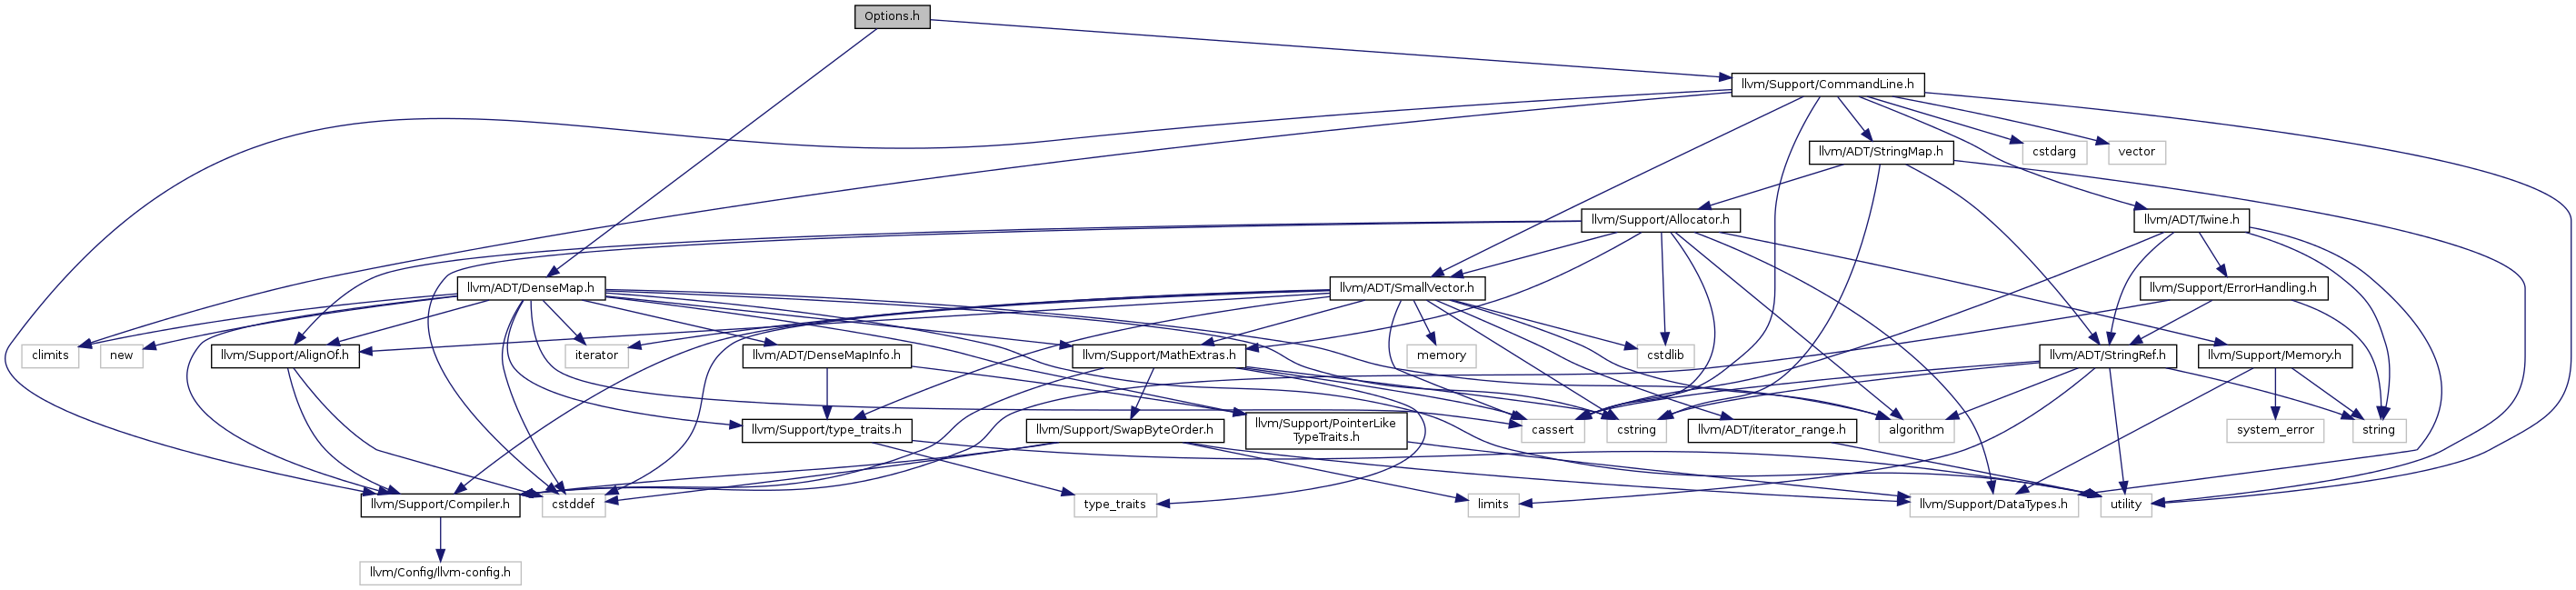 Options.h
llvm/Support/CommandLine.h
llvm/ADT/StringMap.h
cstdarg
vector
llvm/Support/Allocator.h
llvm/ADT/Twine.h
llvm/ADT/DenseMap.h
llvm/ADT/SmallVector.h
llvm/Support/ErrorHandling.h
climits
new
llvm/Support/AlignOf.h
iterator
llvm/ADT/DenseMapInfo.h
llvm/Support/MathExtras.h
memory
cstdlib
llvm/ADT/StringRef.h
llvm/Support/Memory.h
llvm/Support/type_traits.h
llvm/Support/SwapByteOrder.h
llvm/Support/PointerLike
TypeTraits.h
cassert
cstring
llvm/ADT/iterator_range.h
algorithm
system_error
string
llvm/Support/Compiler.h
cstddef
type_traits
limits
llvm/Support/DataTypes.h
utility
llvm/Config/llvm-config.h